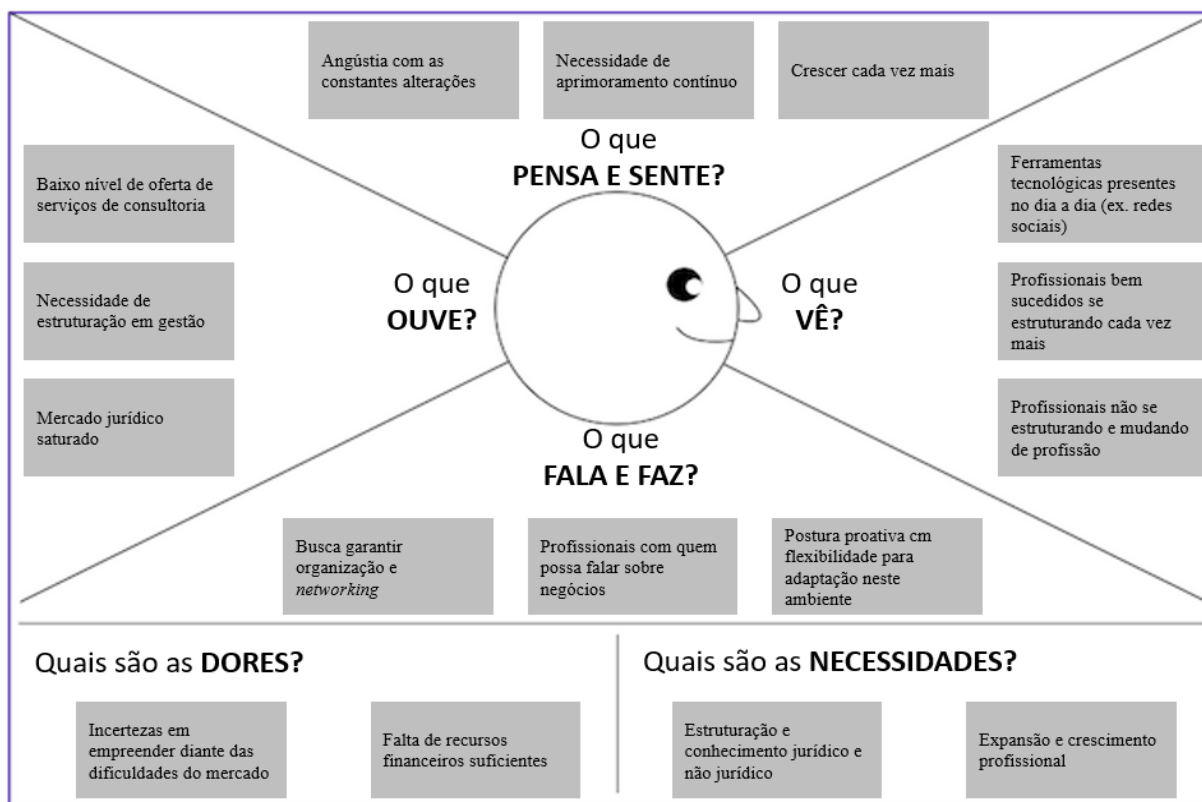 Angústia com as
constantes alterações
Necessidade de
aprimoramento contínuo
Crescer cada vez mais
O que
PENSA E SENTE?
Baixo nível de oferta de
serviços de consultoria
Necessidade de
estruturação em gestão
Mercado jurídico
saturado
O que
OUVE?
O que
VÊ?
Ferramentas
tecnológicas presentes
no dia a dia (ex. redes
sociais)
Profissionais bem
sucedidos se
estruturando cada vez
mais
Profissionais não se
estruturando e mudando
de profissão
O que
FALA E FAZ?
Busca garantir
organização e
networking
Profissionais com quem
possa falar sobre
negócios
Postura proativa cm
flexibilidade para
adaptação neste
ambiente
Quais são as DORES?
Incertezas em
empreender diante das
dificuldades do mercado
Falta de recursos
financeiros suficientes
Quais são as NECESSIDADES?
Estruturação e
conhecimento jurídico e
não jurídico
Expansão e crescimento
profissional